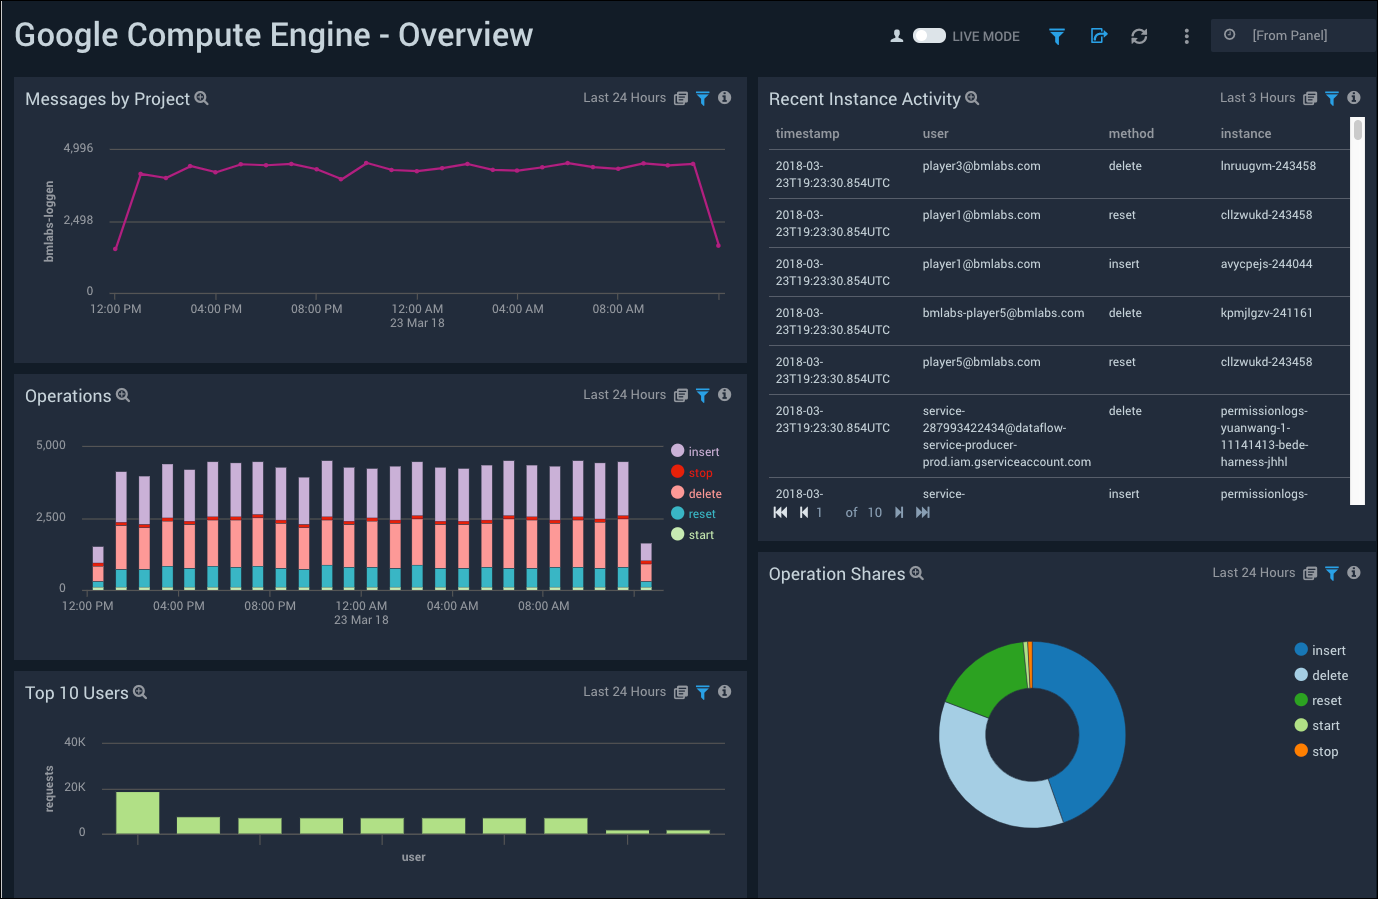 Google Compute Engine - Overview
LIVE MODE
[From Panel]
Messages by Project
Last 24 Hours
4,996
2,498
0
bmlabs-loggen
12:00 PM 04:00 PM 08:00 PM 12:00 AM 04:00 AM 08:00 AM
23 Mar 18
Operations
Last 24 Hours
5,000
2,500
0
12:00 PM 04:00 PM 08:00 PM 12:00 AM 04:00 AM 08:00 AM
23 Mar 18
insert
stop
delete
reset
start
Top 10 Users
Last 24 Hours
40K
20K
0
requests
user
Recent Instance Activity
Last 3 Hours
timestamp user method instance
2018-03- player3@bmlabs.com delete lnruugvm-243458
23T19:23:30.854UTC
2018-03- player1@bmlabs.com reset cllzwukd-243458
23T19:23:30.854UTC
2018-03- player1@bmlabs.com insert avycpejs-244044
23T19:23:30.854UTC
2018-03- bmlabs-player5@bmlabs.com delete kpmjlgzv-241161
23T19:23:30.854UTC
2018-03- player5@bmlabs.com reset cllzwukd-243458
23T19:23:30.854UTC
2018-03- service- delete permissionlogs-
23T19:23:30.854UTC 287993422434@dataflow- yuanwang-1-
service-producer- 11141413-bede-
prod.iam.gserviceaccount.com harness-jhhl
2018-03- service- insert permissionlogs-
1 of 10
Operation Shares
Last 24 Hours
insert
delete
reset
start
stop